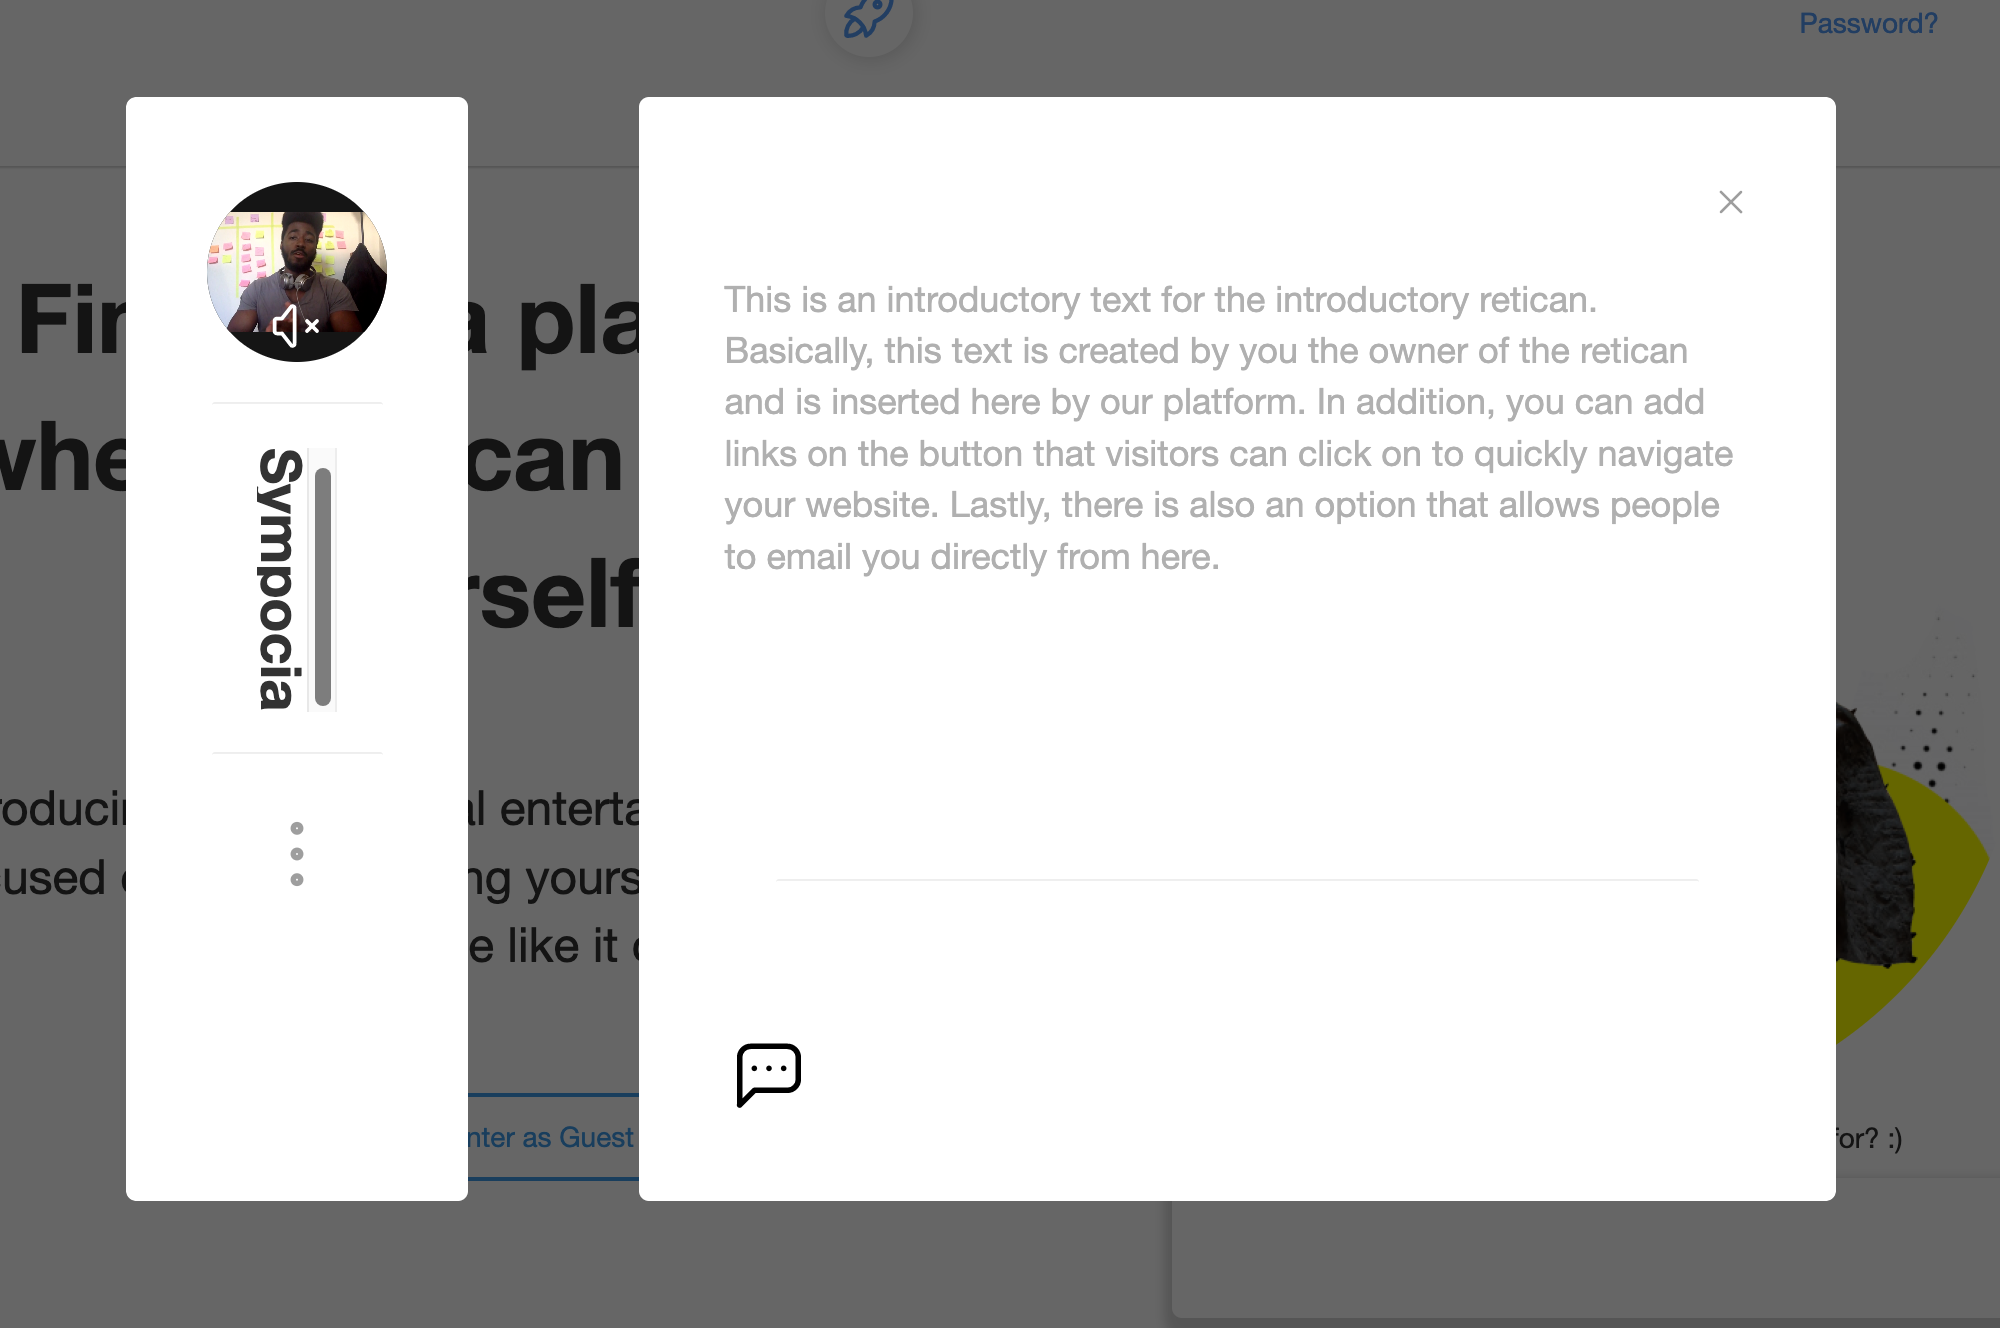 Password?
Fin
a pla
whe
can
rself
Sympocia
This is an introductory text for the introductory retican.
Basically, this text is created by you the owner of the retican
and is inserted here by our platform. In addition, you can add
links on the button that visitors can click on to quickly navigate
your website. Lastly, there is also an option that allows people
to email you directly from here.
roducin
al enterta
cused
ng yours
e like it
nter as Guest
for? :)